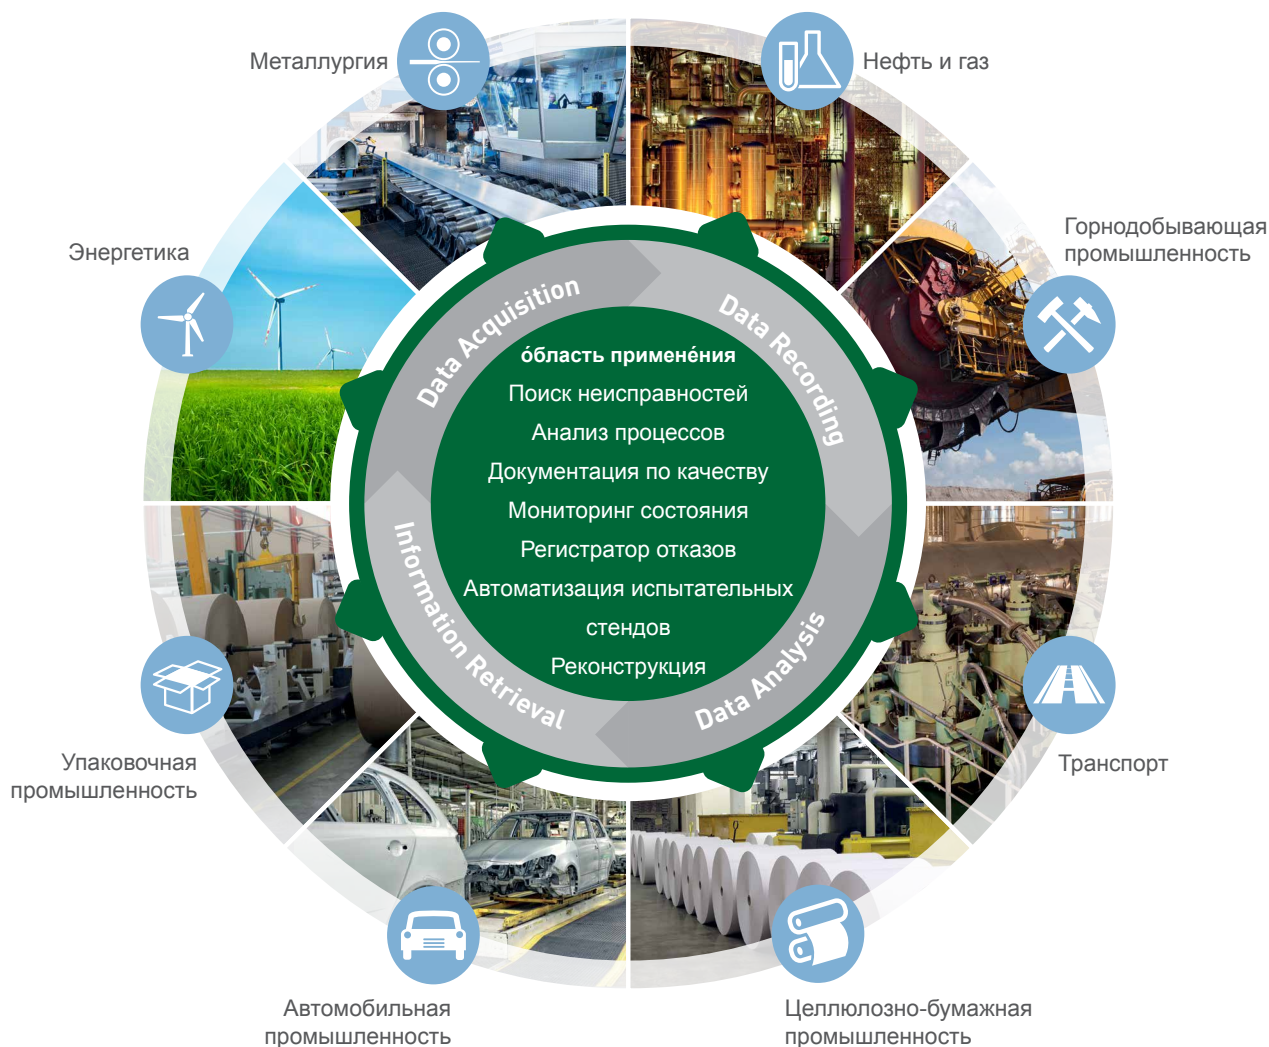 Металлургия
Нефть и газ
Горнодобывающая
промышленность
Энергетика
Data Acquisition
Data Recording
о́бласть примене́ния
Поиск неисправностей
Анализ процессов
Документация по качеству
Мониторинг состояния
Регистратор отказов
Автоматизация испытательных
стендов
Реконструкция
Information Retrieval
Data Analysis
Упаковочная
промышленность
Транспорт
Автомобильная
промышленность
Целлюлозно-бумажная
промышленность